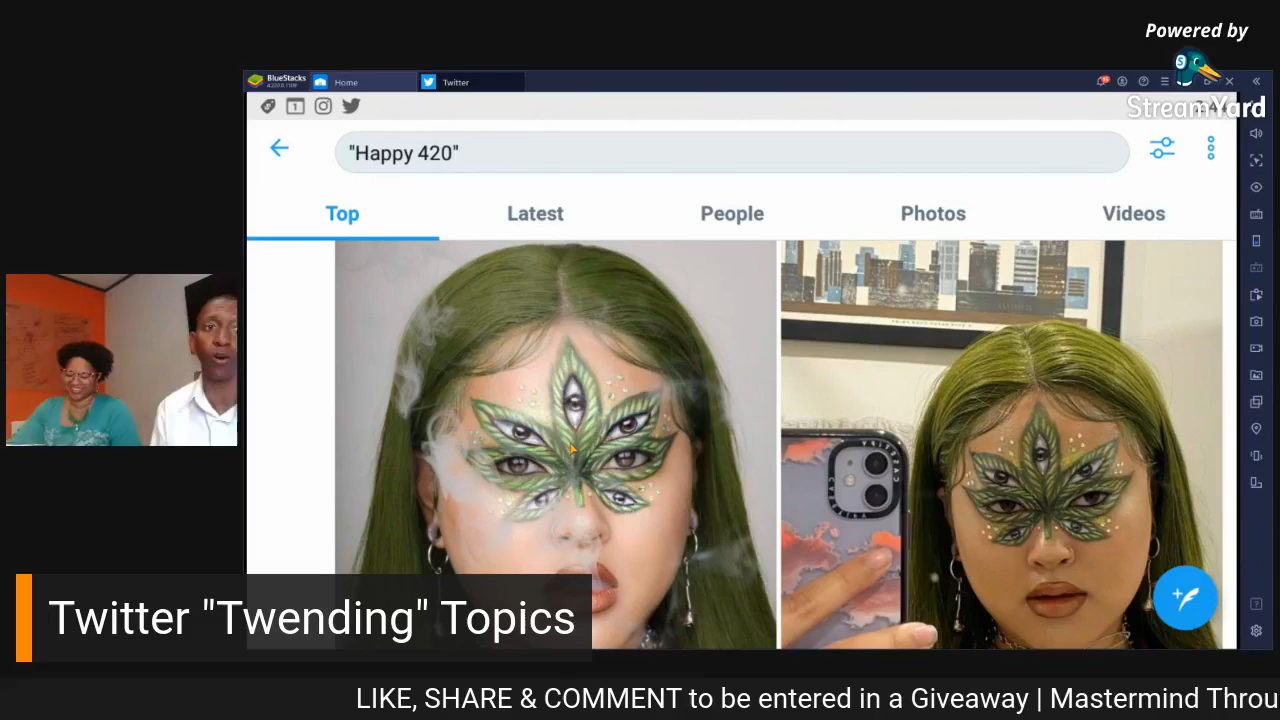 Powered by
StreamYard
BlueStacks
Home
Twitter
"Happy 420"
Top
Latest
People
Photos
Videos
Twitter "Twending" Topics
LIKE, SHARE & COMMENT to be entered in a Giveaway | Mastermind Throu